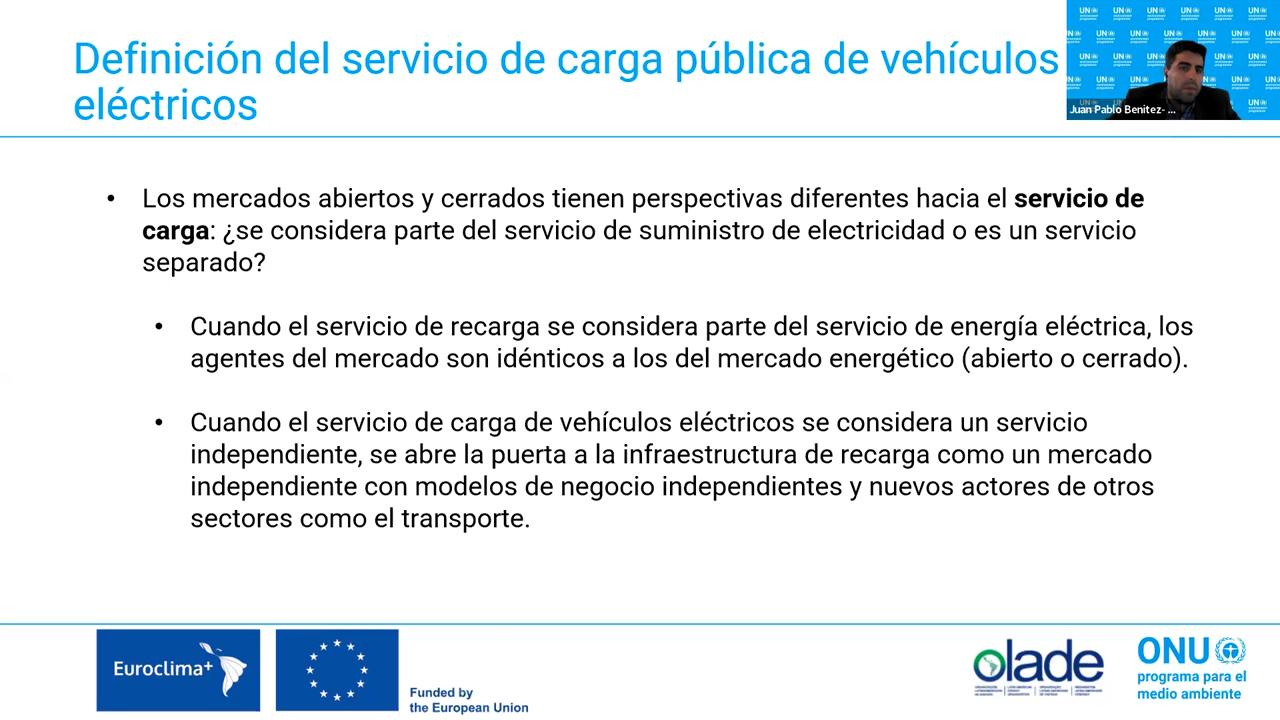 Definición del servicio de carga pública de vehículos
eléctricos
Juan Pablo Benitez- ...
• Los mercados abiertos y cerrados tienen perspectivas diferentes hacia el servicio de
carga: ¿se considera parte del servicio de suministro de electricidad o es un servicio
separado?
• Cuando el servicio de recarga se considera parte del servicio de energía eléctrica, los
agentes del mercado son idénticos a los del mercado energético (abierto o cerrado).
• Cuando el servicio de carga de vehículos eléctricos se considera un servicio
independiente, se abre la puerta a la infraestructura de recarga como un mercado
independiente con modelos de negocio independientes y nuevos actores de otros
sectores como el transporte.
Euroclima+
Funded by
the European Union
olade
ONU
programa para el
medio ambiente